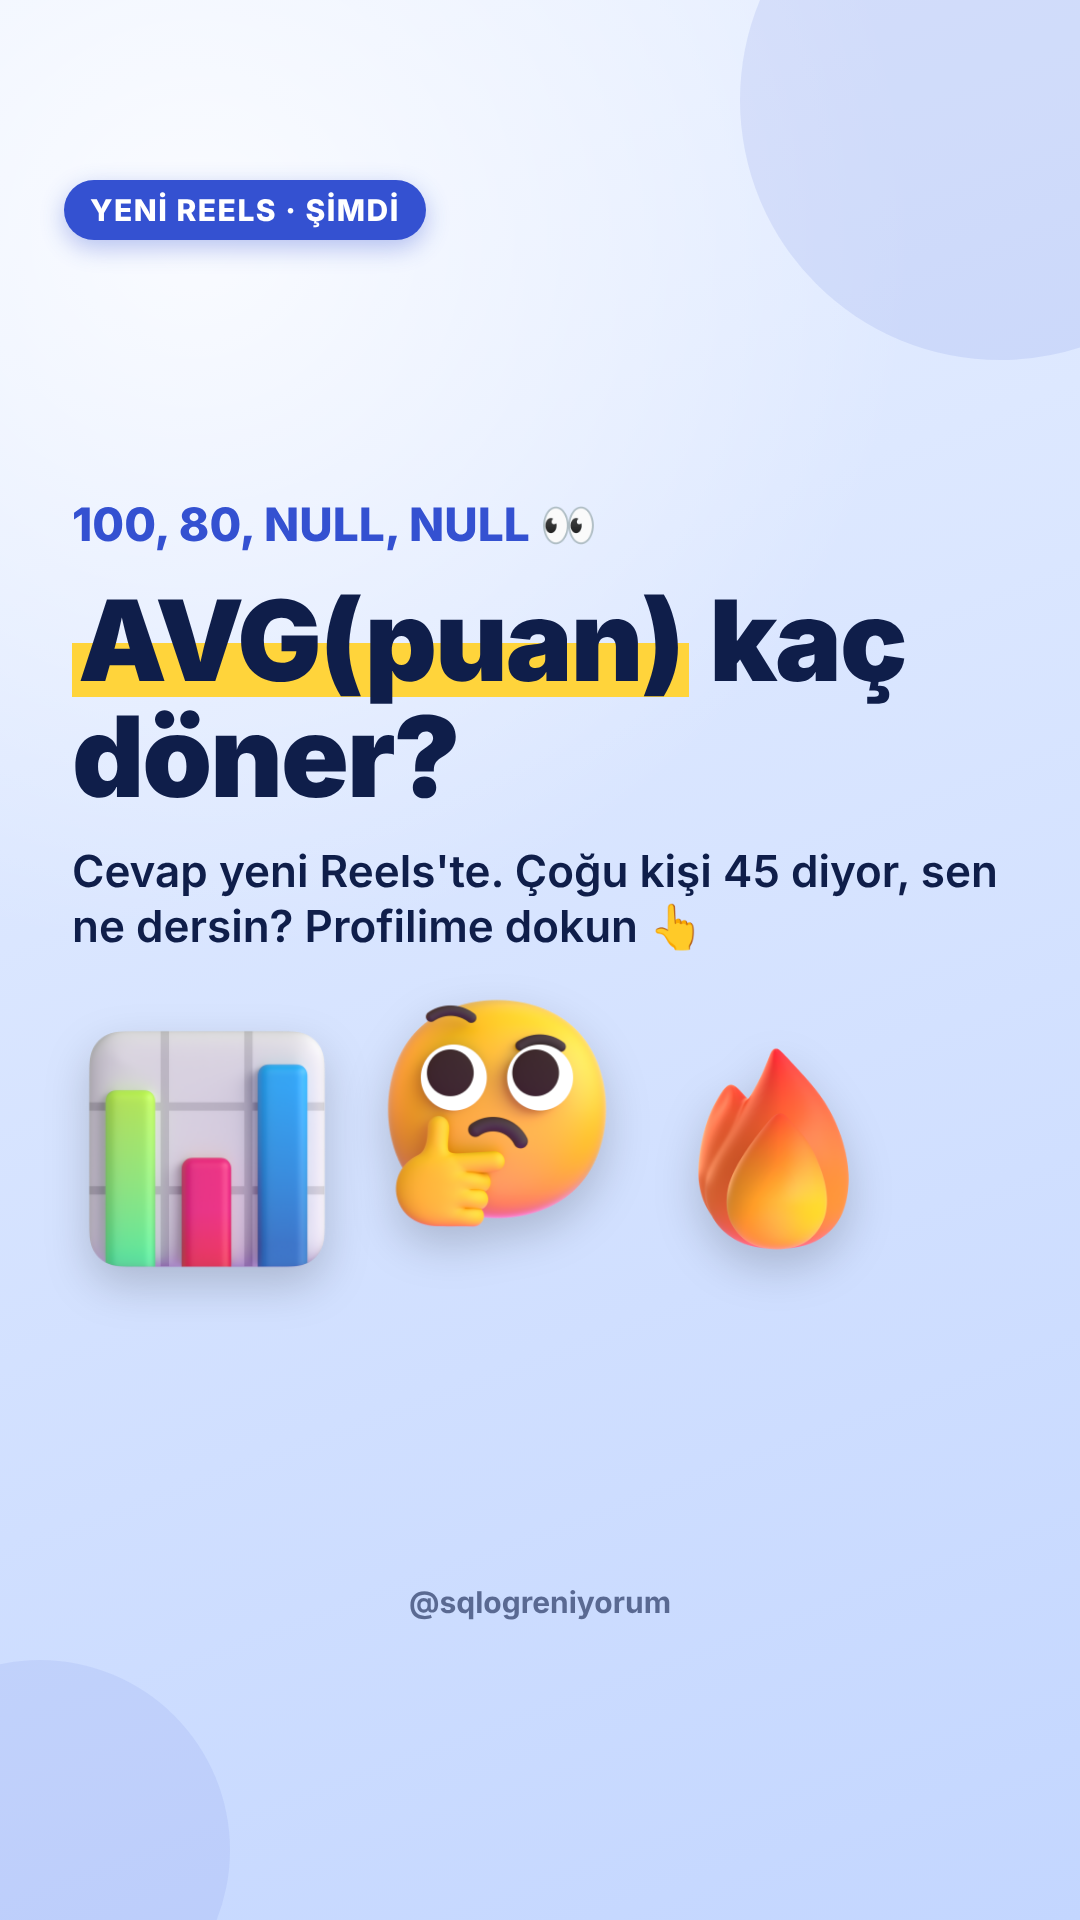 YENİ REELS · ŞİMDİ
100, 80, NULL, NULL 👀
AVG(puan) kaç
döner?
Cevap yeni Reels'te. Çoğu kişi 45 diyor, sen
ne dersin? Profilime dokun 👆
@sqlogreniyorum